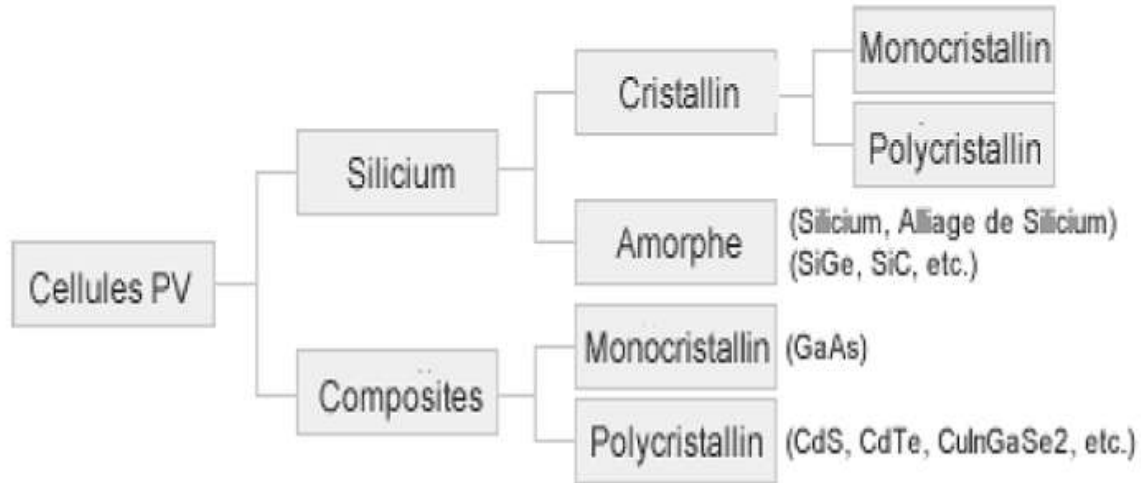 Cellules PV
Silicium
Composites
Cristallin
Amorphe
Monocristallin
Polycristallin
(Silicium, Alliage de Silicium)
(SiGe, SiC, etc.)
Monocristallin (GaAs)
Polycristallin (CdS, CdTe, CuInGaSe2, etc.)